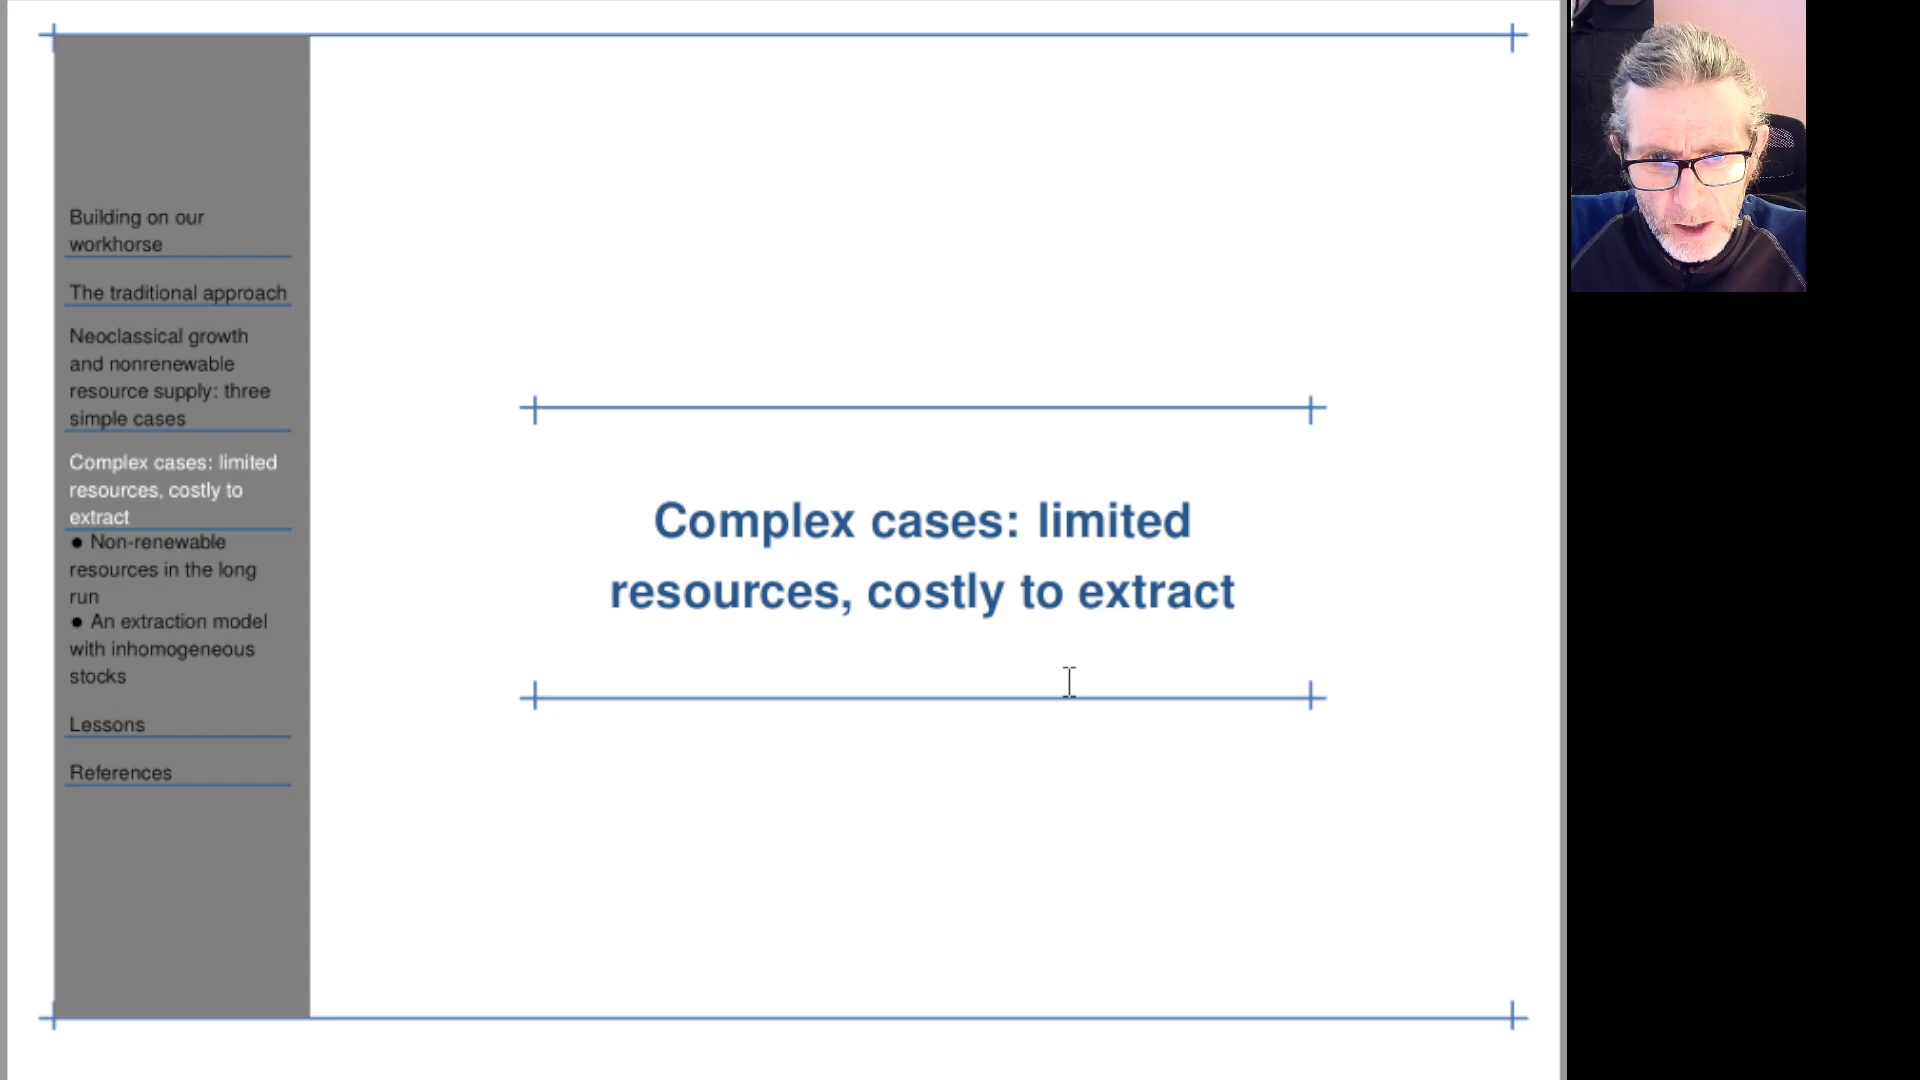 Building on our
workhorse
The traditional approach
Neoclassical growth
and nonrenewable
resource supply: three
simple cases
Complex cases: limited
resources, costly to
extract
● Non-renewable
resources in the long
run
● An extraction model
with inhomogeneous
stocks
Lessons
References
Complex cases: limited
resources, costly to extract